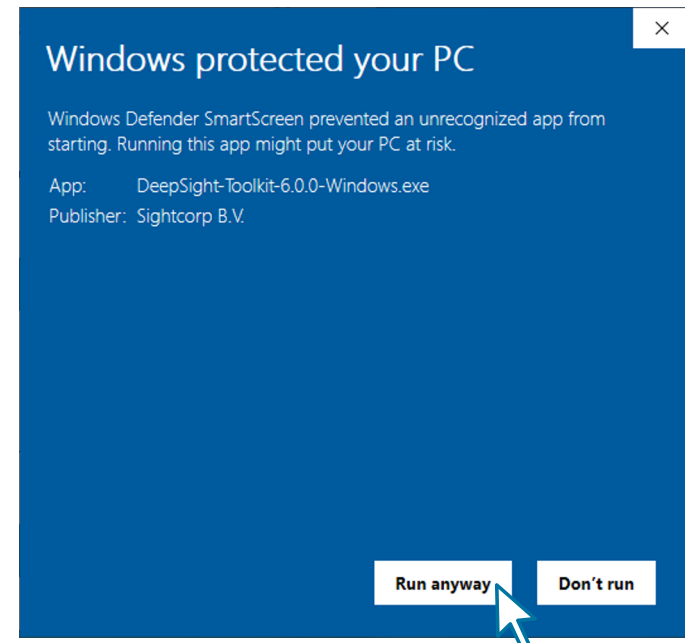 Windows protected your PC
Windows Defender SmartScreen prevented an unrecognized app from
starting. Running this app might put your PC at risk.
App: DeepSight-Toolkit-6.0.0-Windows.exe
Publisher: Sightcorp B.V.
Run anyway Don't run